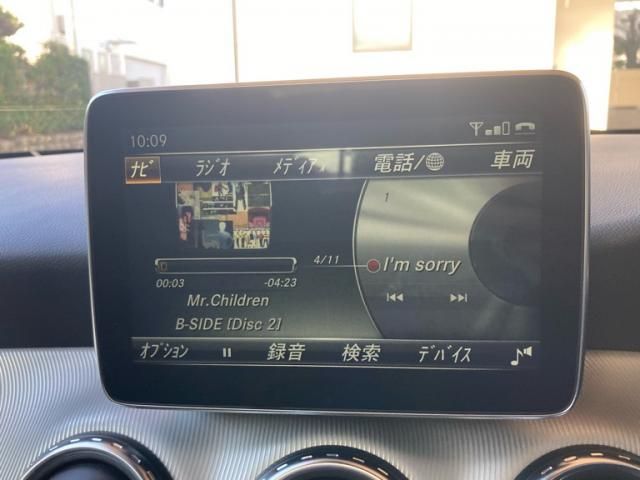 10:09
ﾅﾋﾞ ﾗｼﾞｵ ﾒﾃﾞｨｱ 電話/ 車両
1
4/11 I'm sorry
00:03 -04:23
Mr.Children
B-SIDE [Disc 2]
ｵﾌﾟｼｮﾝ 録音 検索 ﾃﾞﾊﾞｲｽ